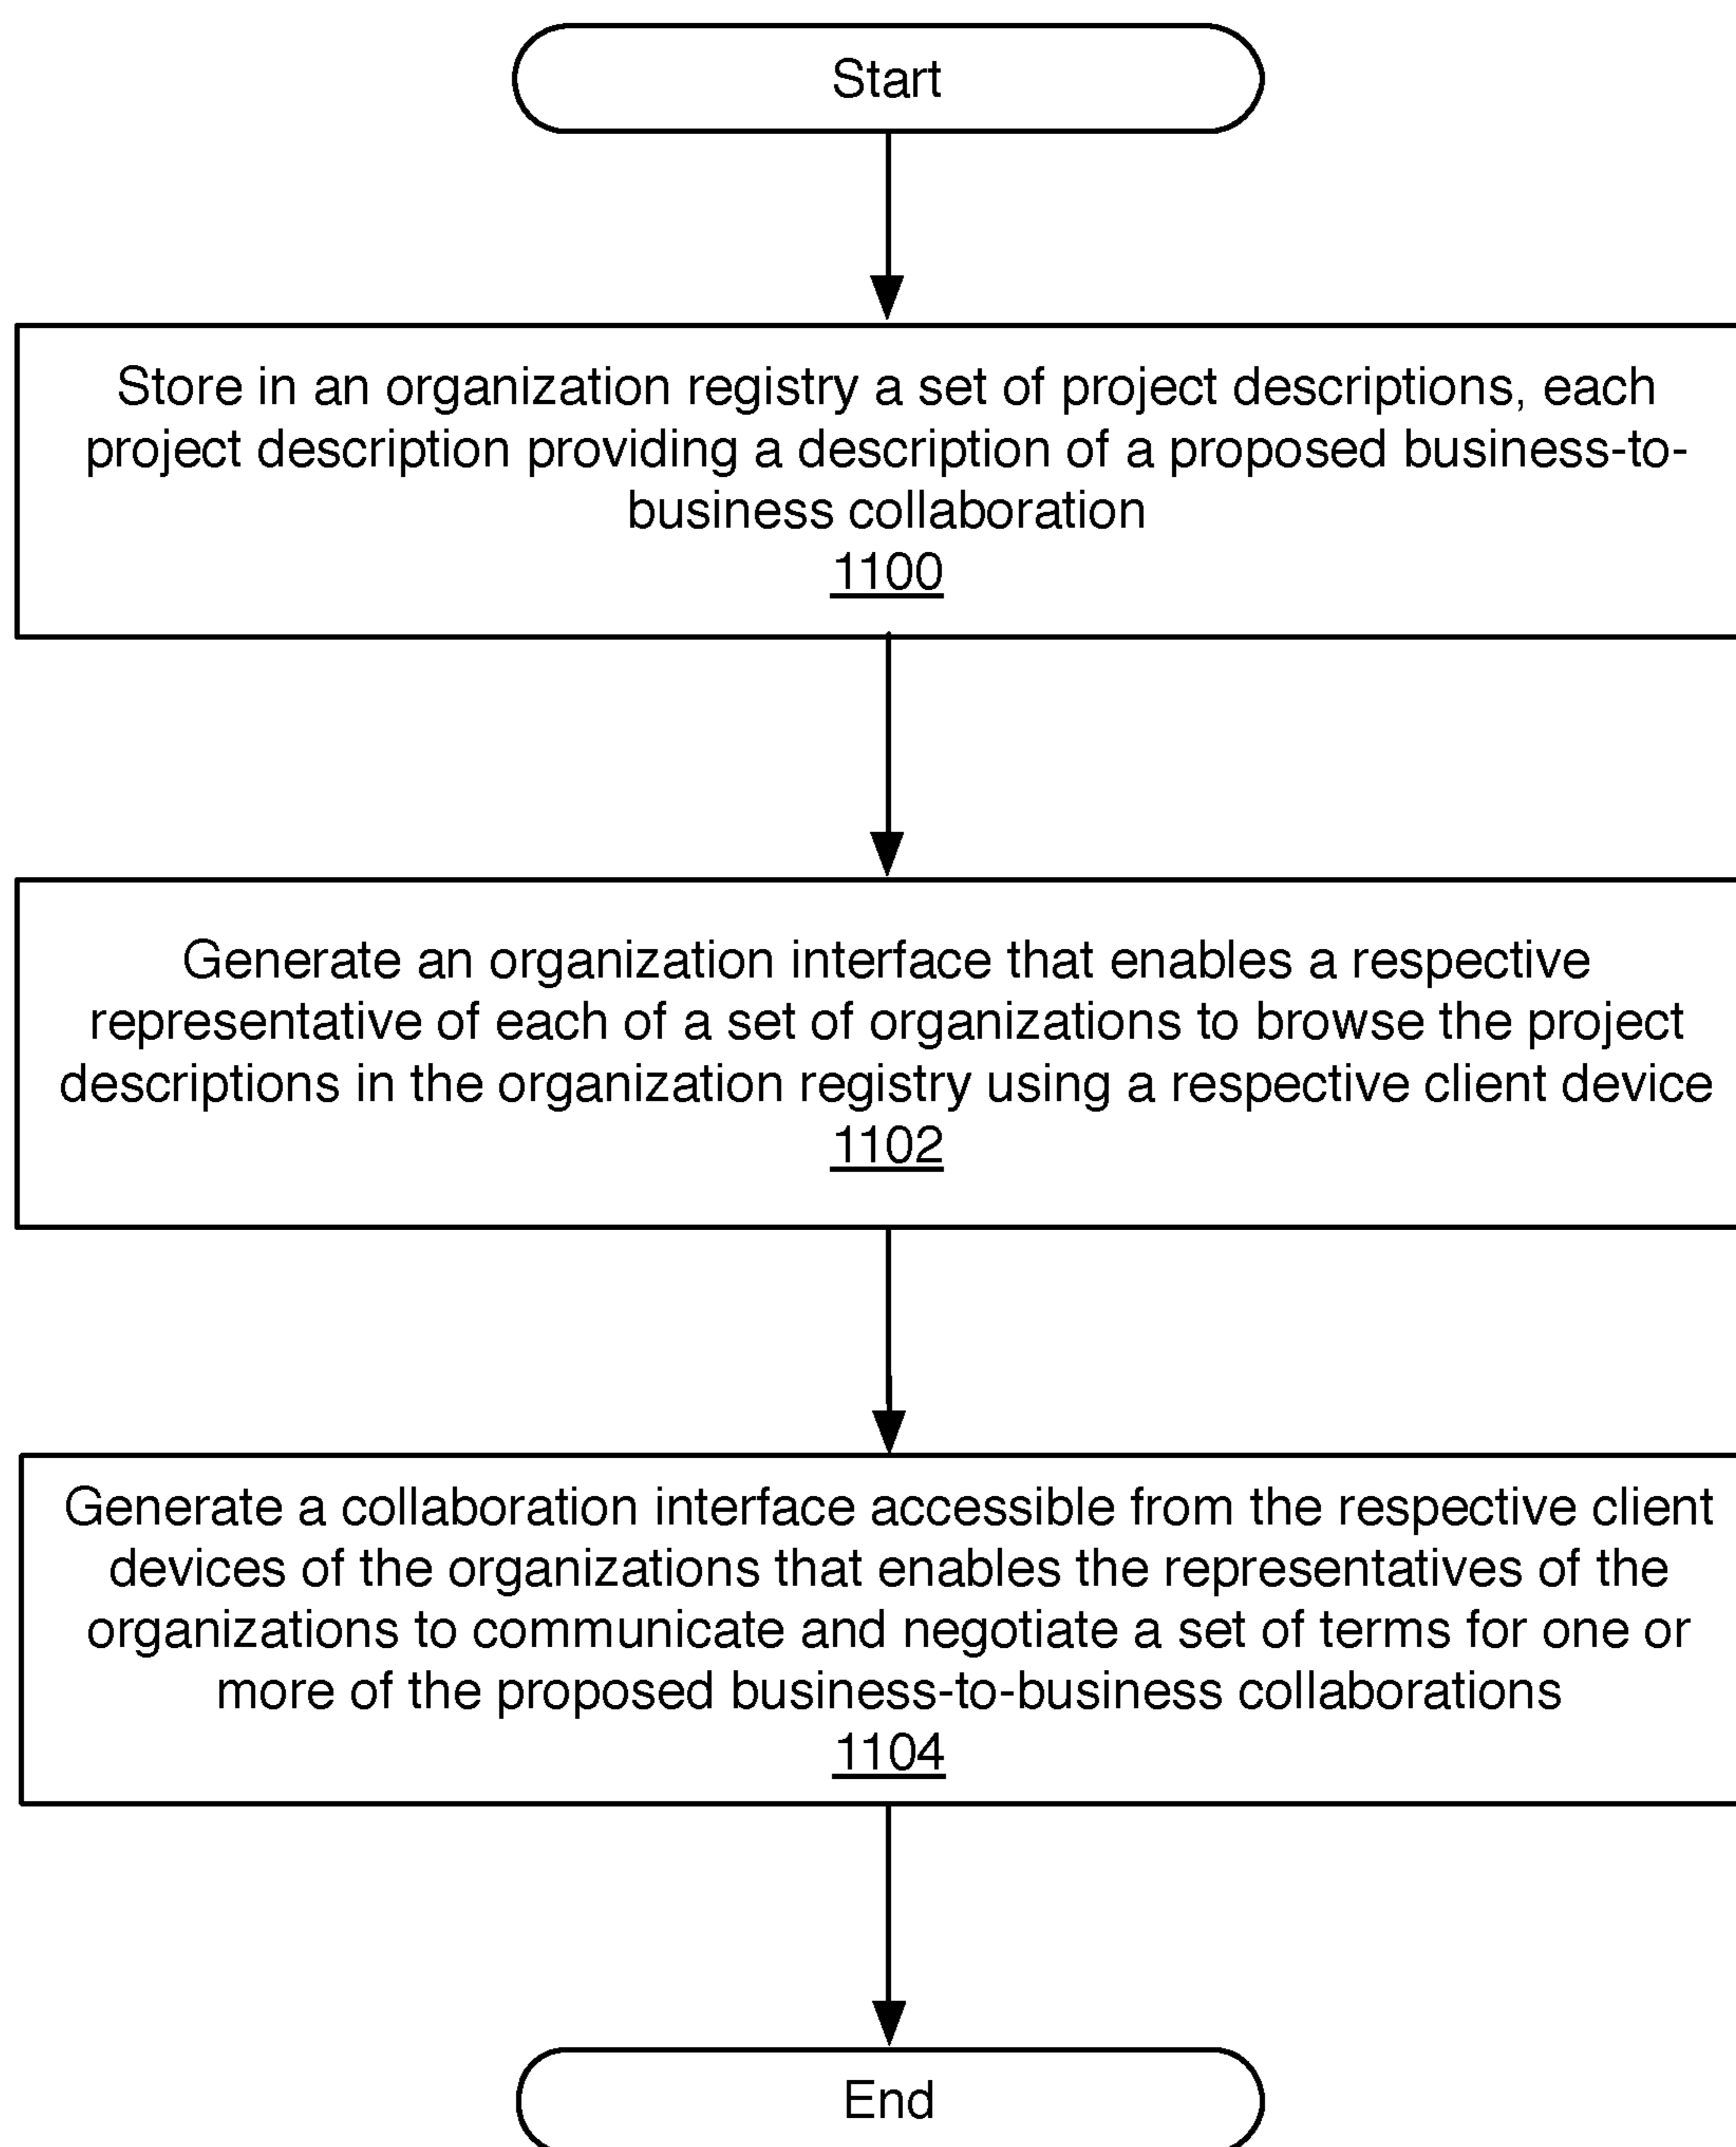 Start
Store in an organization registry a set of project descriptions, each
project description providing a description of a proposed business-to-
business collaboration
1100
Generate an organization interface that enables a respective
representative of each of a set of organizations to browse the project
descriptions in the organization registry using a respective client device
1102
Generate a collaboration interface accessible from the respective client
devices of the organizations that enables the representatives of the
organizations to communicate and negotiate a set of terms for one or
more of the proposed business-to-business collaborations
1104
End